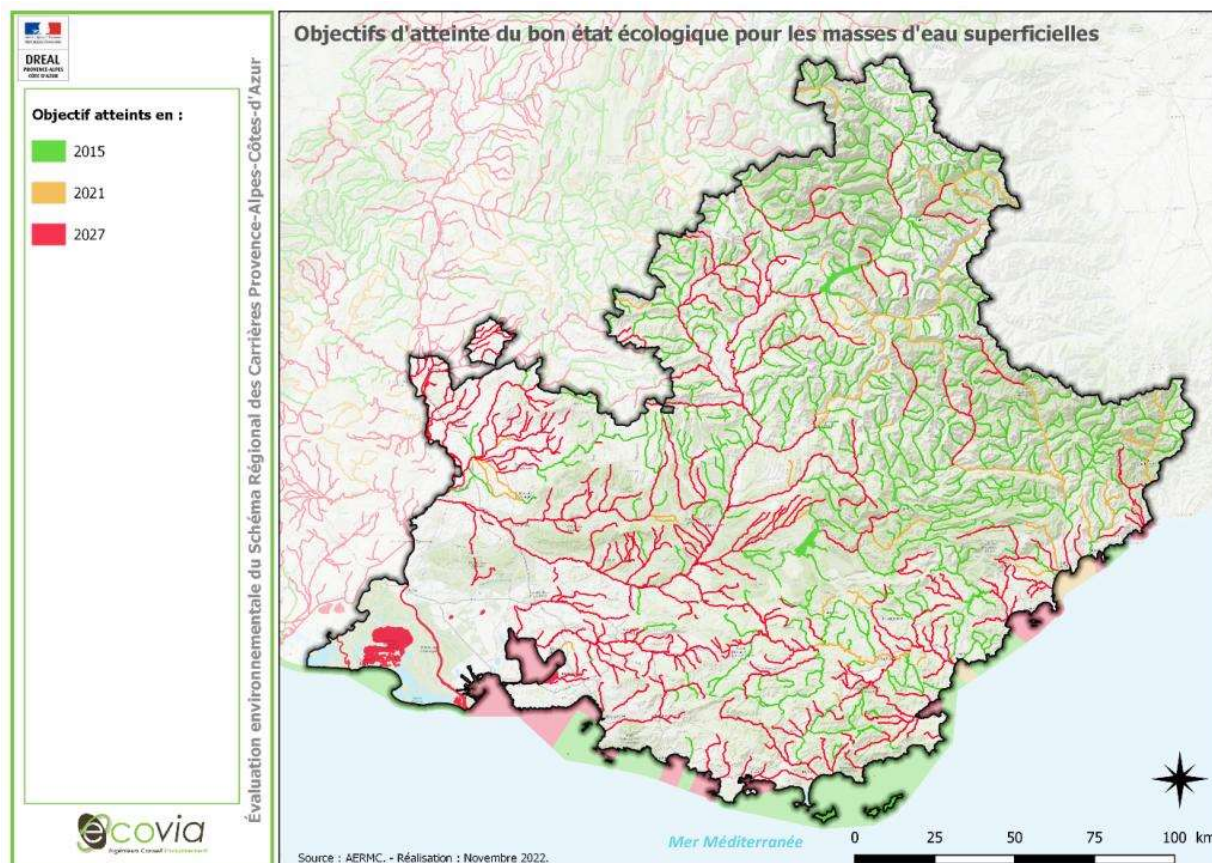 DREAL
PROVENCE-ALPES
CÔTE D'AZUR
Objectif atteints en :
2015
2021
2027
Évaluation environnementale du Schéma Régional des Carrières Provence-Alpes-Côtes-d'Azur
ecovia
Objectifs d'atteinte du bon état écologique pour les masses d'eau superficielles
Mer Méditerranée
0 25 50 75 100 km
Source : AERMC. - Réalisation : Novembre 2022.